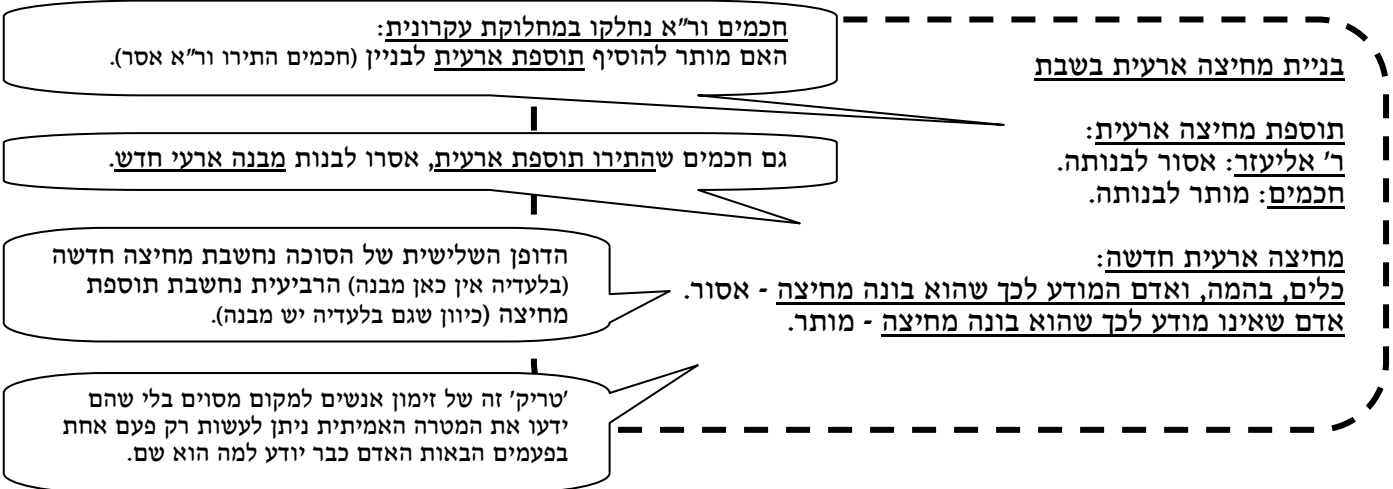 בניית מחיצה ארעית בשבת
תוספת מחיצה ארעית:
ר' אליעזר: אסור לבנותה.
חכמים: מותר לבנותה.
מחיצה ארעית חדשה:
כלים, בהמה, ואדם המודע לכך שהוא בונה מחיצה - אסור.
אדם שאינו מודע לכך שהוא בונה מחיצה - מותר.
חכמים ור"א נחלקו במחלוקת עקרונית:
האם מותר להוסיף תוספת ארעית לבניין (חכמים התירו ור"א אסר).
גם חכמים שהתירו תוספת ארעית, אסרו לבנות מבנה ארעי חדש.
הדופן השלישית של הסוכה נחשבת מחיצה חדשה
(בלעדיה אין כאן מבנה) הרביעית נחשבת תוספת
מחיצה (כיוון שגם בלעדיה יש מבנה).
'טריק' זה של זימון אנשים למקום מסוים בלי שהם
ידעו את המטרה האמיתית ניתן לעשות רק פעם אחת
בפעמים הבאות האדם כבר יודע למה הוא שם.